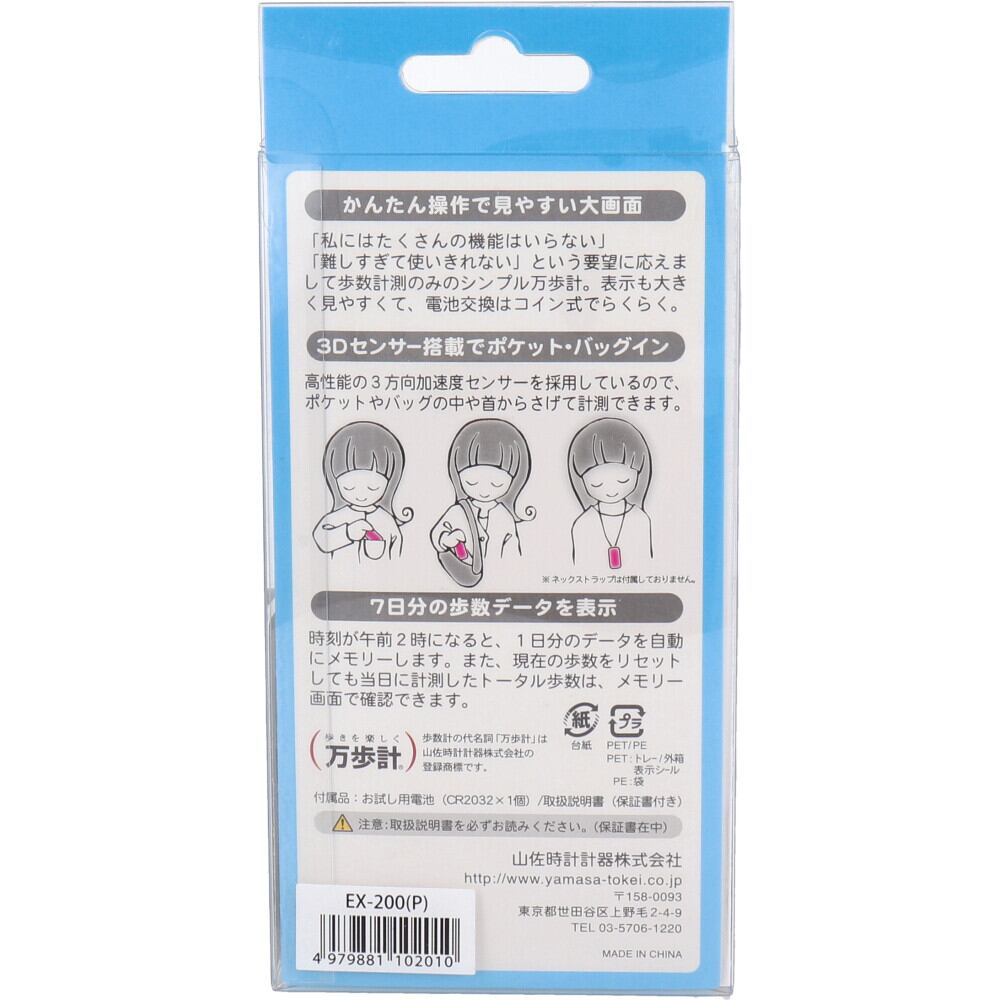 かんたん操作で見やすい大画面
「私にはたくさんの機能はいらない」
「難しすぎて使いきれない」という要望に応えま
して歩数計測のみのシンプル万歩計。表示も大き
く見やすくて、電池交換はコイン式でらくらく。
3Dセンサー搭載でポケット・バッグイン
高性能の3方向加速度センサーを採用しているので、
ポケットやバッグの中や首からさげて計測できます。
※ネックストラップは付属しておりません。
7日分の歩数データを表示
時刻が午前2時になると、1日分のデータを自動
にメモリーします。また、現在の歩数をリセット
しても当日に計測したトータル歩数は、メモリー
画面で確認できます。
歩きを楽しく
万歩計®
歩数計の代名詞「万歩計」は
山佐時計計器株式会社の
登録商標です。
紙
台紙
プラ
PET/PE
PET:トレー/外箱
表示シール
PE:袋
付属品:お試し用電池(CR2032×1個)/取扱説明書(保証書付き)
注意:取扱説明書を必ずお読みください。(保証書在中)
山佐時計計器株式会社
http://www.yamasa-tokei.co.jp
〒158-0093
東京都世田谷区上野毛2-4-9
TEL 03-5706-1220
MADE IN CHINA
EX-200(P)
4 979881 102010